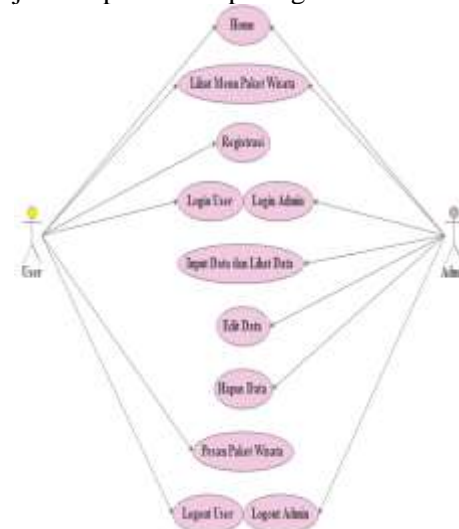 Home
Lihat Menu Paket Wisata
Registrasi
Login User
Login Admin
Input Data dan Lihat Data
User
Edit Data
Hapus Data
Pesan Paket Wisata
Logout User
Logout Admin